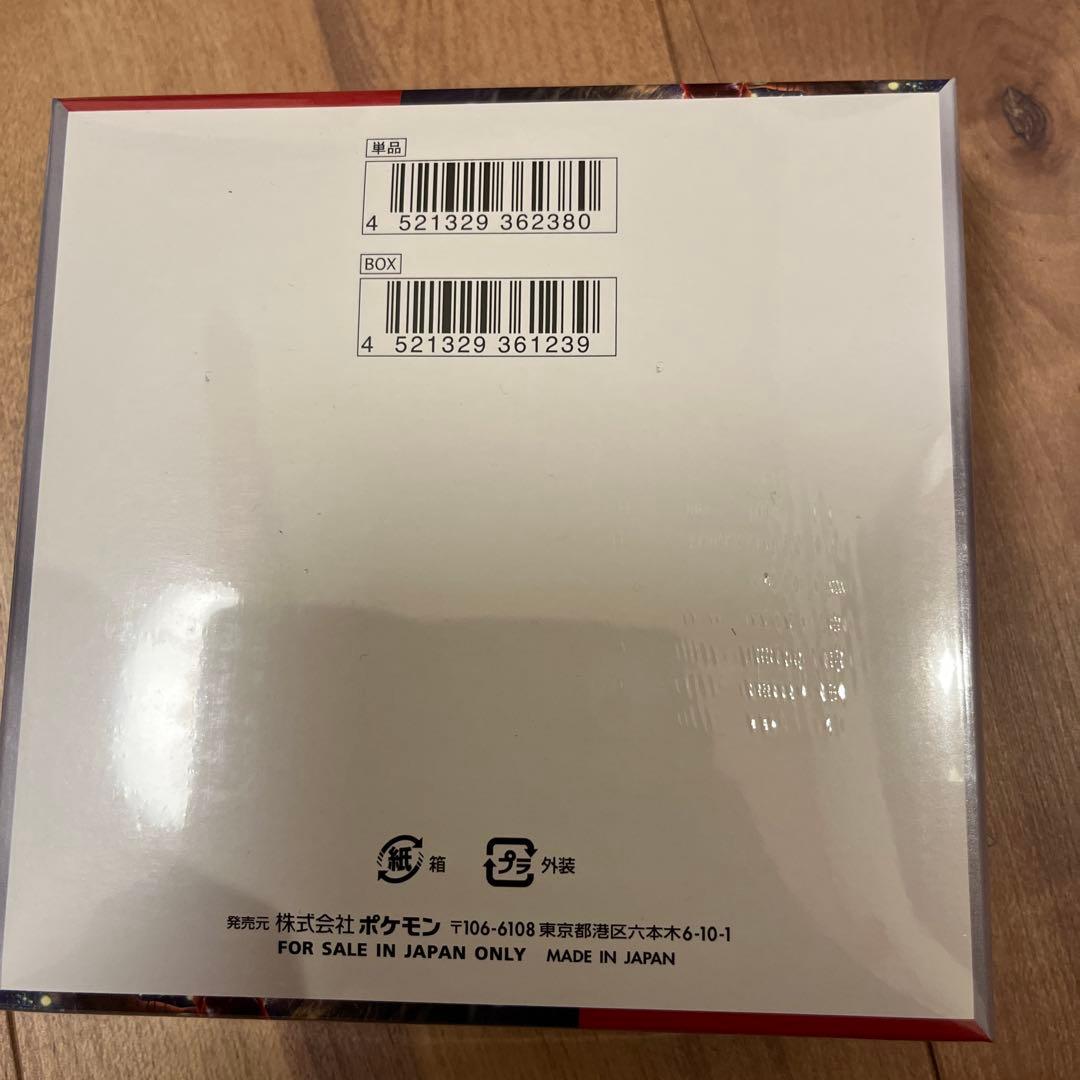 単品
4 521329 362380
BOX
4 521329 361239
紙 箱 プラ 外装
発売元 株式会社 ポケモン 〒106-6108 東京都港区六本木6-10-1
FOR SALE IN JAPAN ONLY MADE IN JAPAN